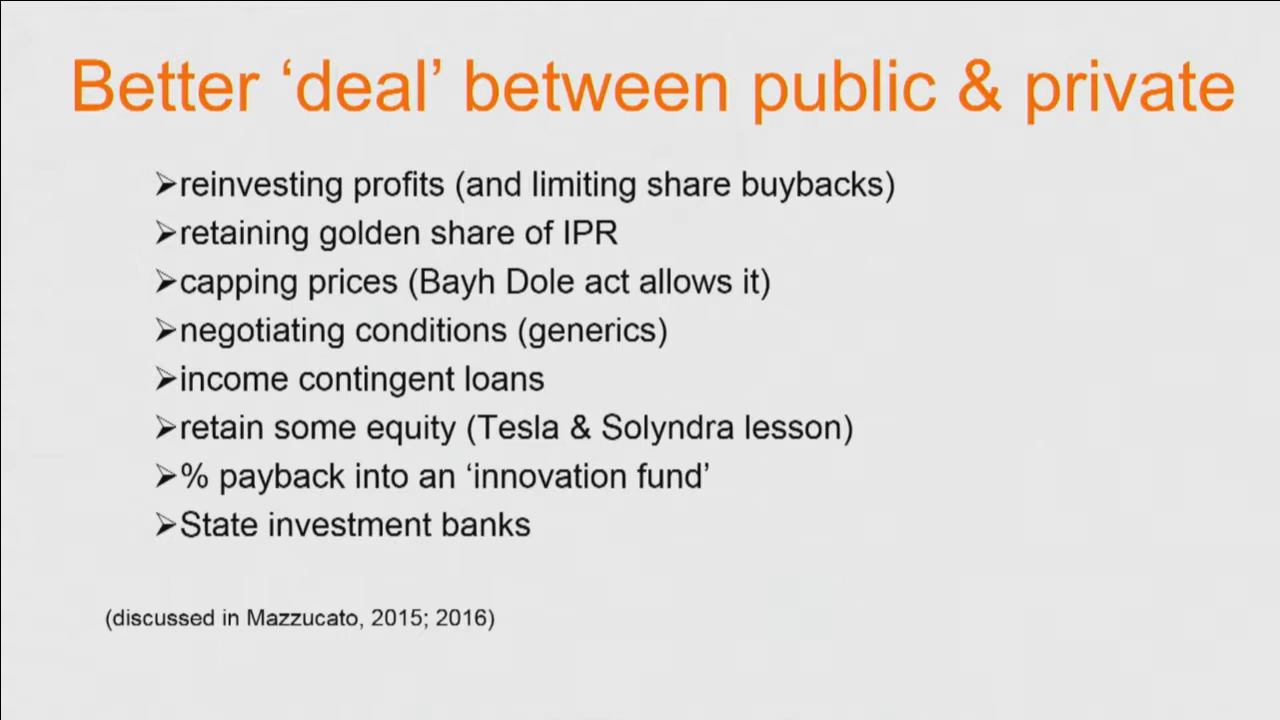 Better ‘deal’ between public & private
➢reinvesting profits (and limiting share buybacks)
➢retaining golden share of IPR
➢capping prices (Bayh Dole act allows it)
➢negotiating conditions (generics)
➢income contingent loans
➢retain some equity (Tesla & Solyndra lesson)
➢% payback into an ‘innovation fund’
➢State investment banks
(discussed in Mazzucato, 2015; 2016)